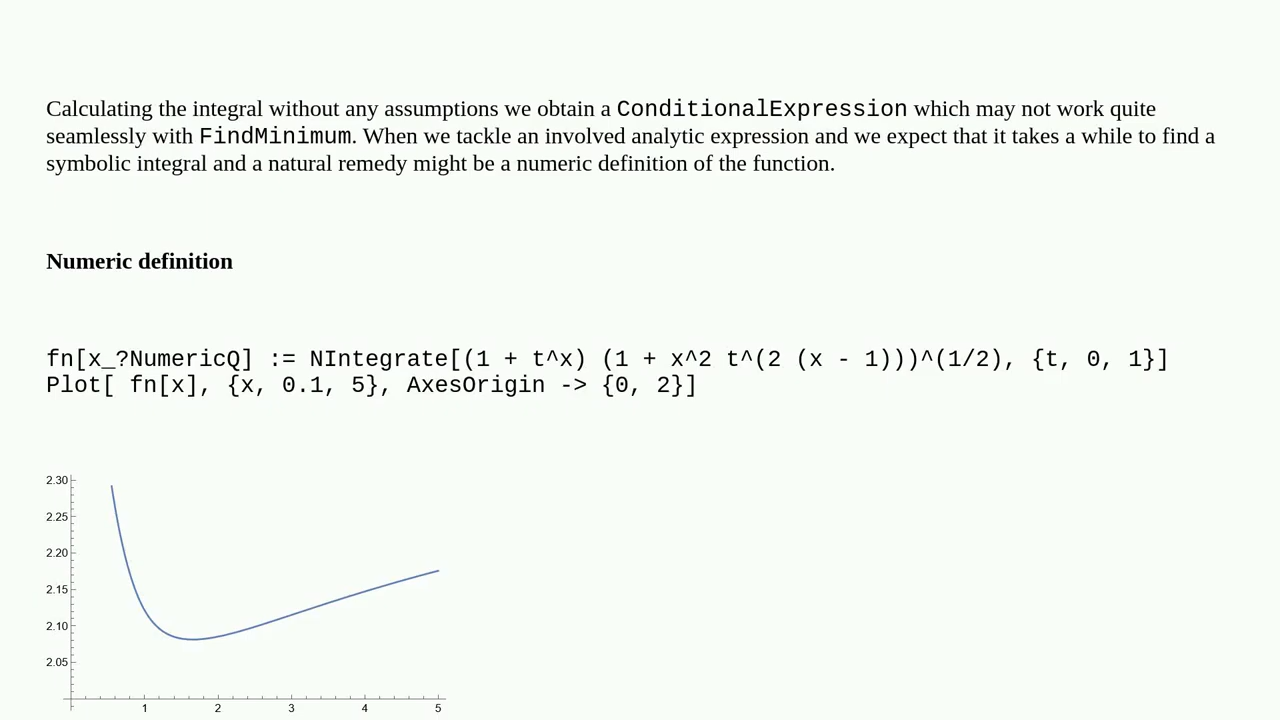 Calculating the integral without any assumptions we obtain a ConditionalExpression which may not work quite
seamlessly with FindMinimum. When we tackle an involved analytic expression and we expect that it takes a while to find a
symbolic integral and a natural remedy might be a numeric definition of the function.
Numeric definition
fn[x_?NumericQ] := NIntegrate[(1 + t^x) (1 + x^2 t^(2 (x - 1)))^(1/2), {t, 0, 1}]
Plot[ fn[x], {x, 0.1, 5}, AxesOrigin -> {0, 2}]
2.30
2.25
2.20
2.15
2.10
2.05
1 2 3 4 5